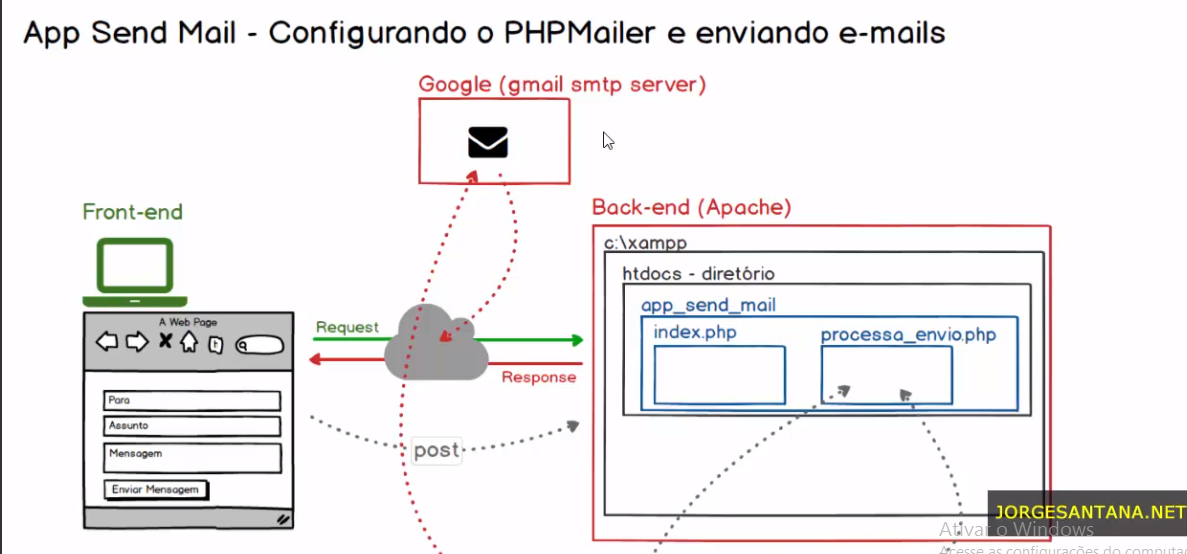 App Send Mail - Configurando o PHPMailer e enviando e-mails
Google (gmail smtp server)
Front-end
A Web Page
Para
Assunto
Mensagem
Enviar Mensagem
Request
Response
post
Back-end (Apache)
c:\xampp
htdocs - diretório
app_send_mail
index.php
processa_envio.php
JORGESANTANA.NET
Ativar o Windows
Acesse as configurações do computa